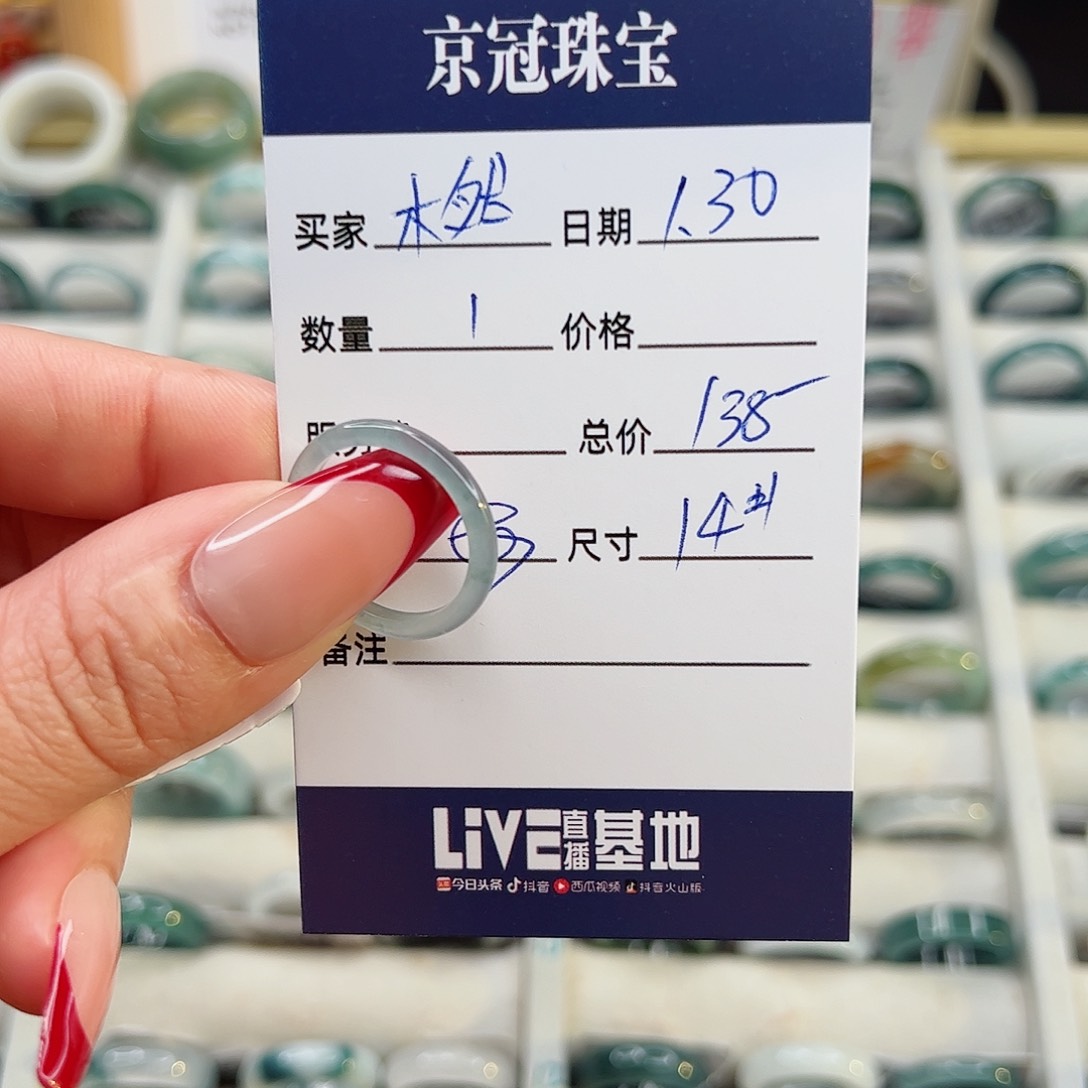 京冠珠宝
买家 木 日期 1.30
数量 1 价格
总价 138
尺寸 14
备注
LiVE直播基地
今日头条 抖音 西瓜视频 抖音火山版